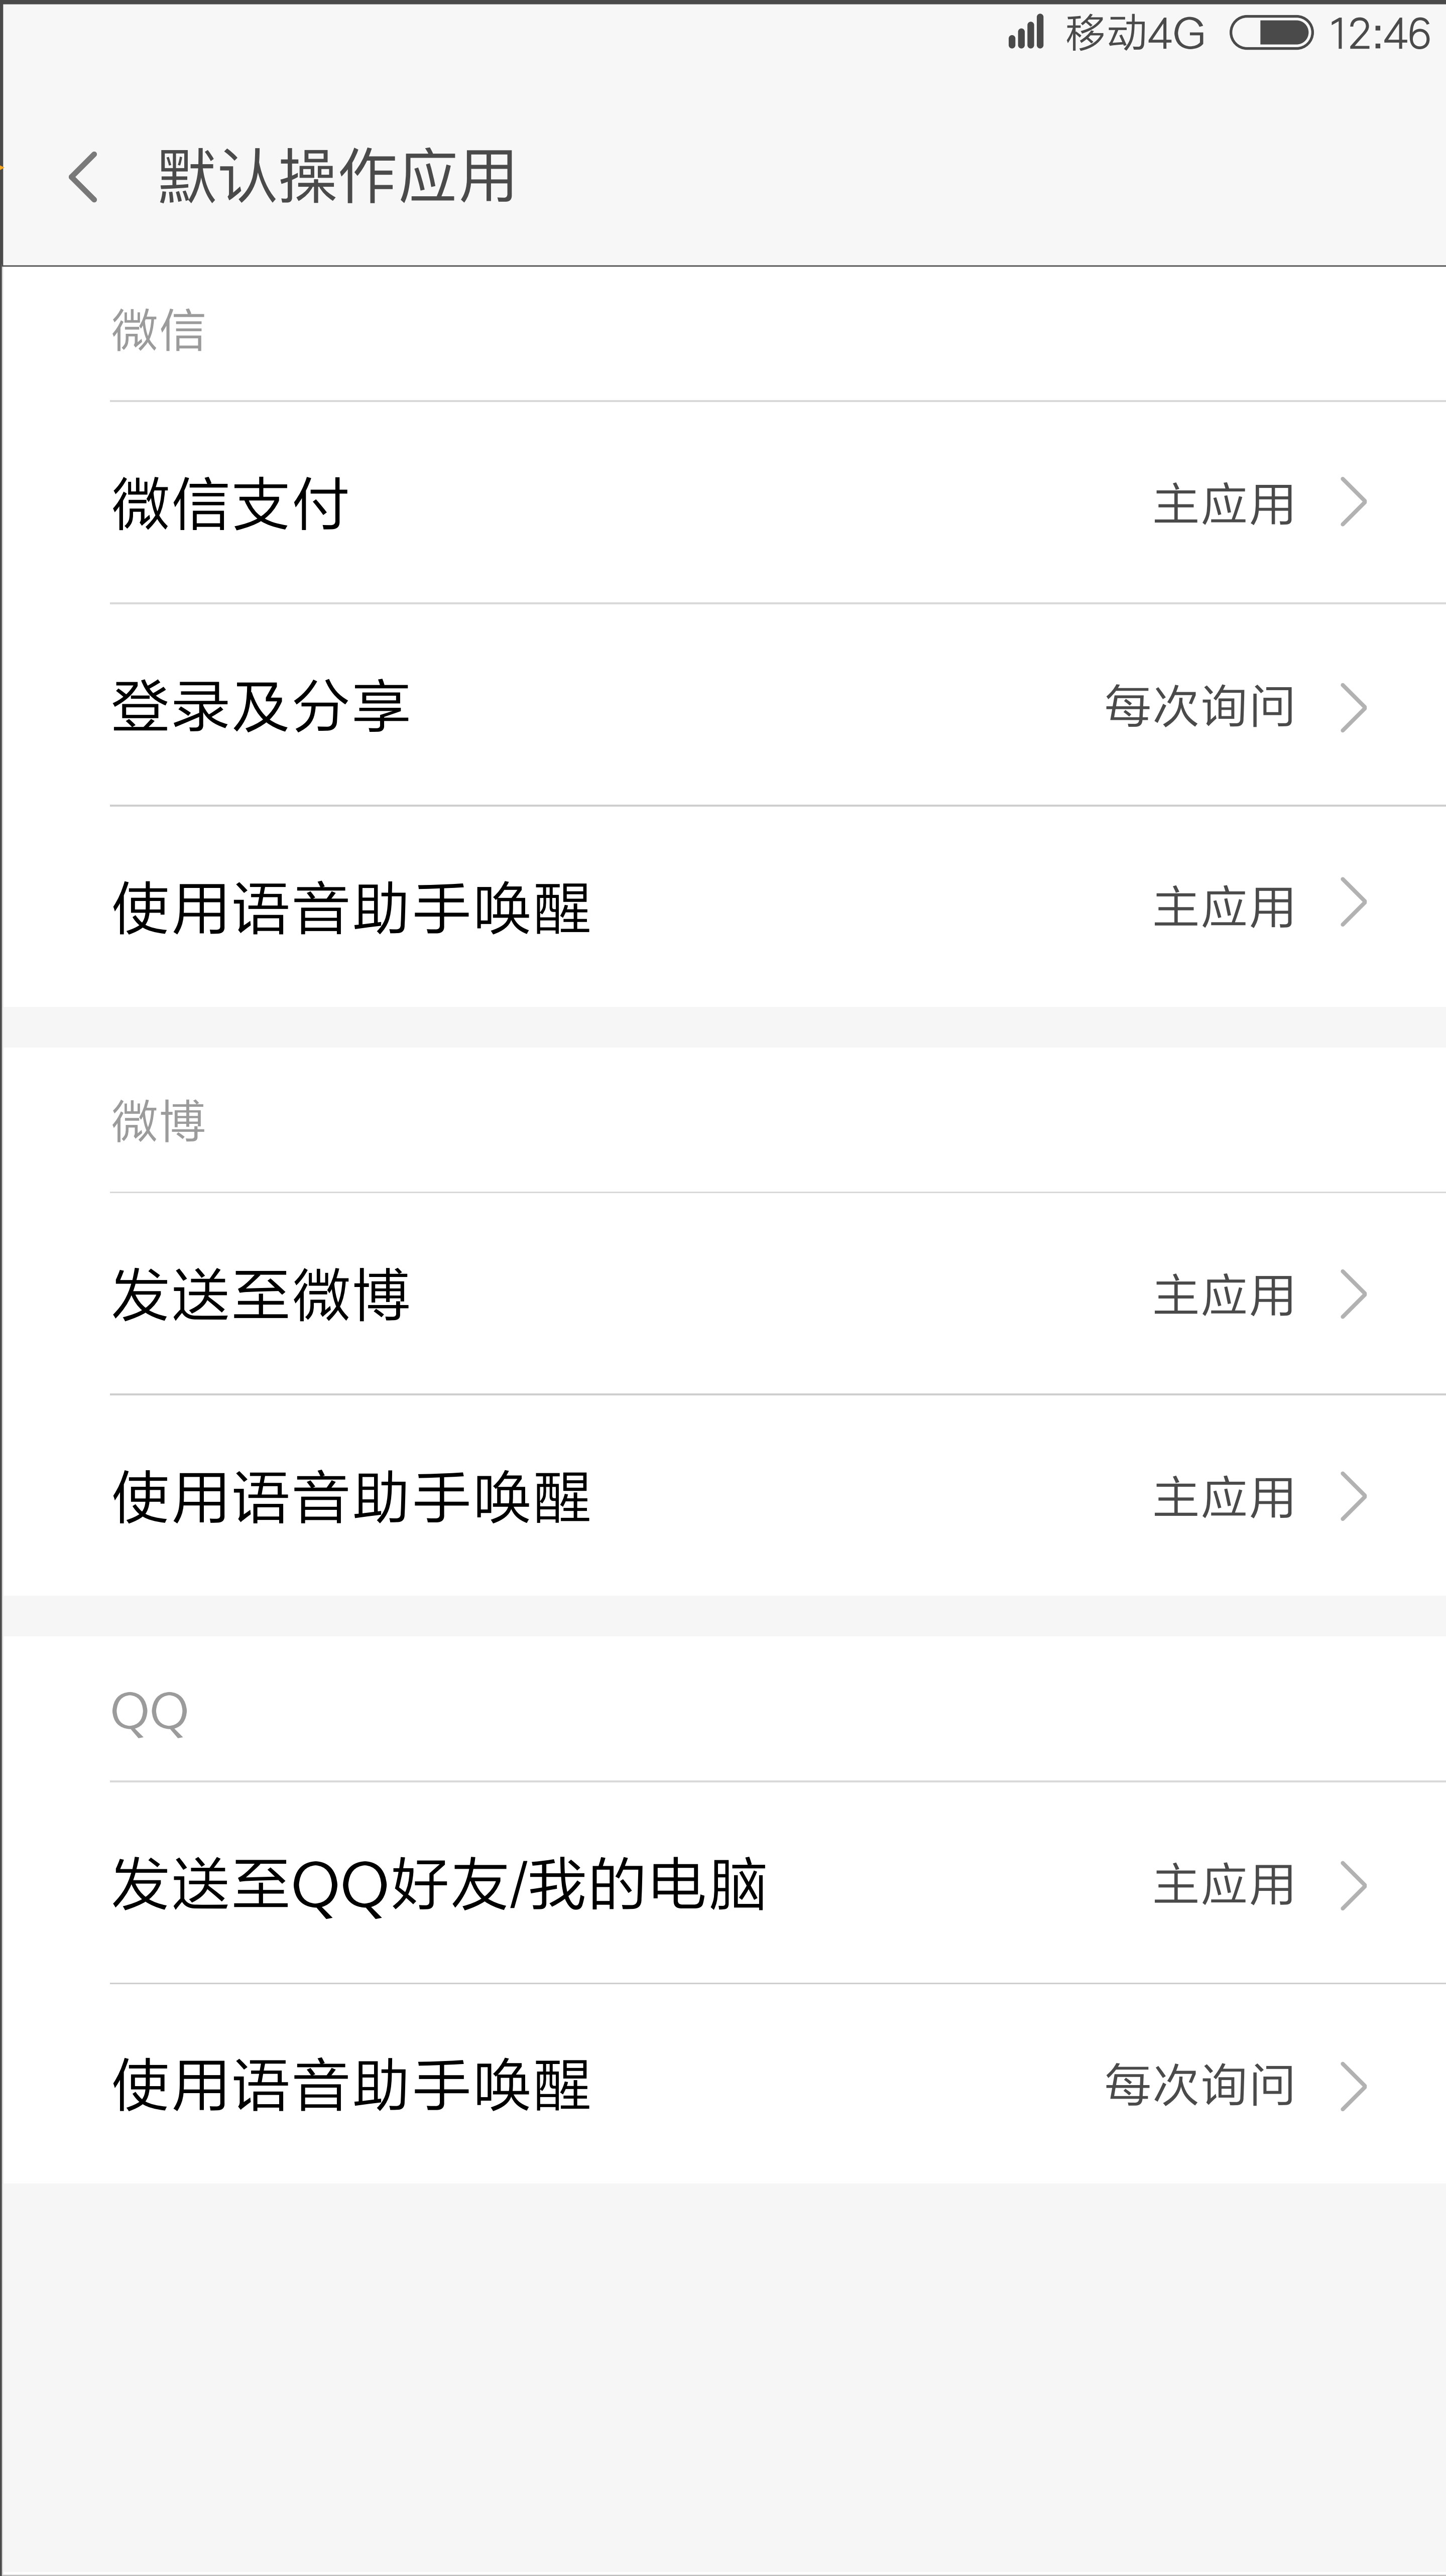 移动4G 12:46
默认操作应用
微信
微信支付 主应用
登录及分享 每次询问
使用语音助手唤醒 主应用
微博
发送至微博 主应用
使用语音助手唤醒 主应用
QQ
发送至QQ好友/我的电脑 主应用
使用语音助手唤醒 每次询问